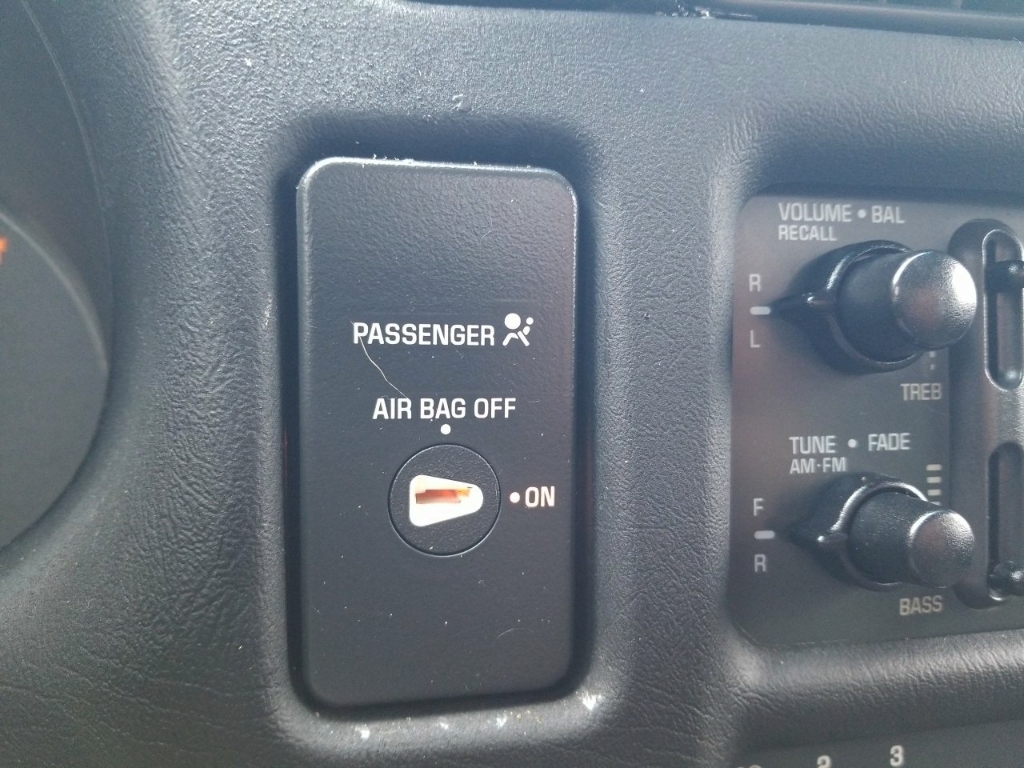 PASSENGER
AIR BAG OFF
• ON
VOLUME • BAL
RECALL
R
L
TREB
TUNE • FADE
AM•FM
F
R
BASS
2 3